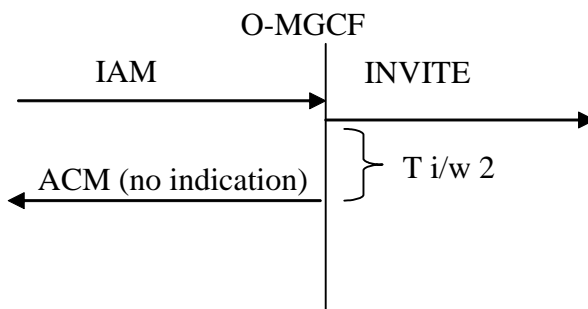 O-MGCF
IAM
INVITE
T i/w 2
ACM (no indication)